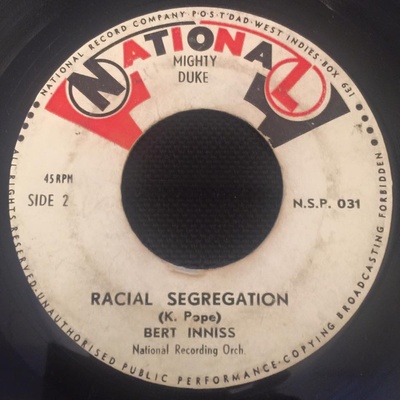 NATIONAL RECORD COMPANY P·O·S·T'DAD·WEST INDIES·BOX 631
NATIONAL
MIGHTY
DUKE
45 RPM
SIDE 2
N.S.P. 031
RACIAL SEGREGATION
(K. Pope)
BERT INNISS
National Recording Orch.
ALL RIGHTS RESERVED·UNAUTHORISED PUBLIC PERFORMANCE·COPYING BROADCASTING FORBIDDEN